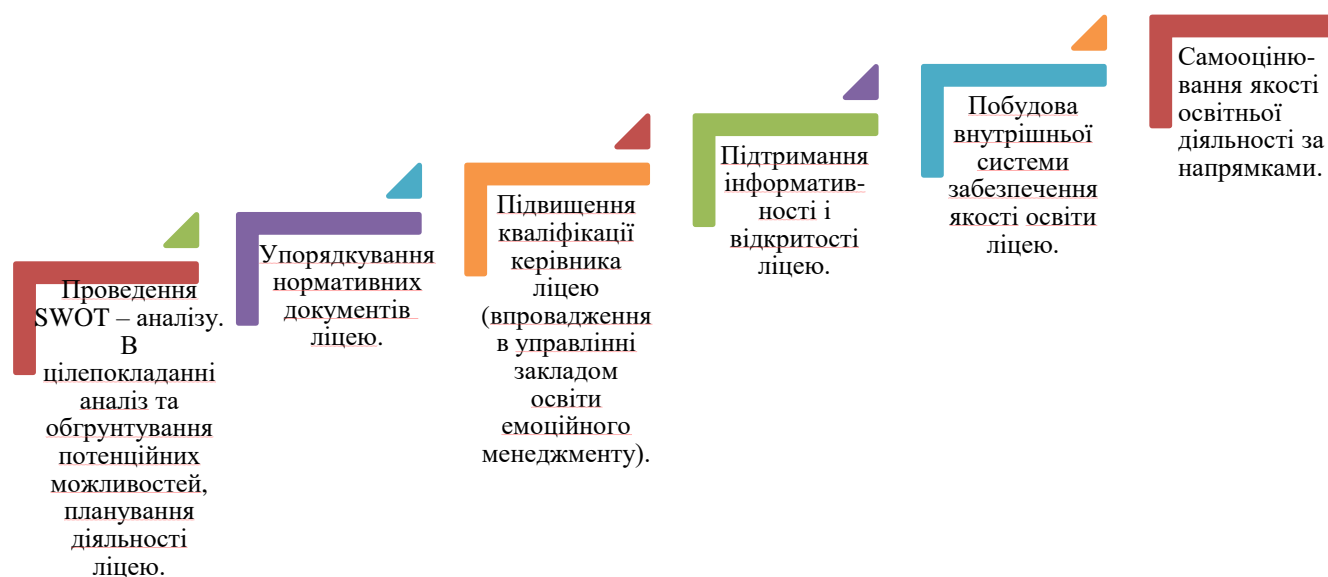 Проведення
SWOT – аналізу.
В
цілепокладанні
аналіз та
обгрунтування
потенційних
можливостей,
планування
діяльності
ліцею.
Упорядкування
нормативних
документів
ліцею.
Підвищення
кваліфікації
керівника
ліцею
(впровадження
в управлінні
закладом
освіти
емоційного
менеджменту).
Підтримання
інформатив-
ності і
відкритості
ліцею.
Побудова
внутрішньої
системи
забезпечення
якості освіти
ліцею.
Самооціню-
вання якості
освітньої
діяльності за
напрямками.